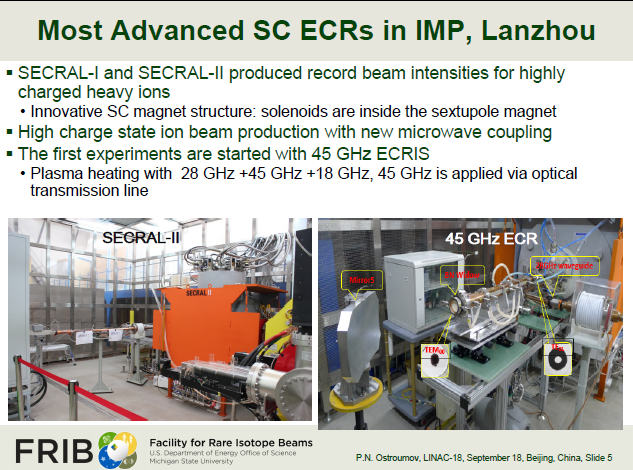 Most Advanced SC ECRs in IMP, Lanzhou
▪ SECRAL-I and SECRAL-II produced record beam intensities for highly
charged heavy ions
• Innovative SC magnet structure: solenoids are inside the sextupole magnet
▪ High charge state ion beam production with new microwave coupling
▪ The first experiments are started with 45 GHz ECRIS
• Plasma heating with 28 GHz +45 GHz +18 GHz, 45 GHz is applied via optical
transmission line
SECRAL-II
SECRAL II
45 GHz ECR
Mirror5
waveguide
TEM00
FRIB
Facility for Rare Isotope Beams
U.S. Department of Energy Office of Science
Michigan State University
P.N. Ostroumov, LINAC-18, September 18, Beijing, China, Slide 5